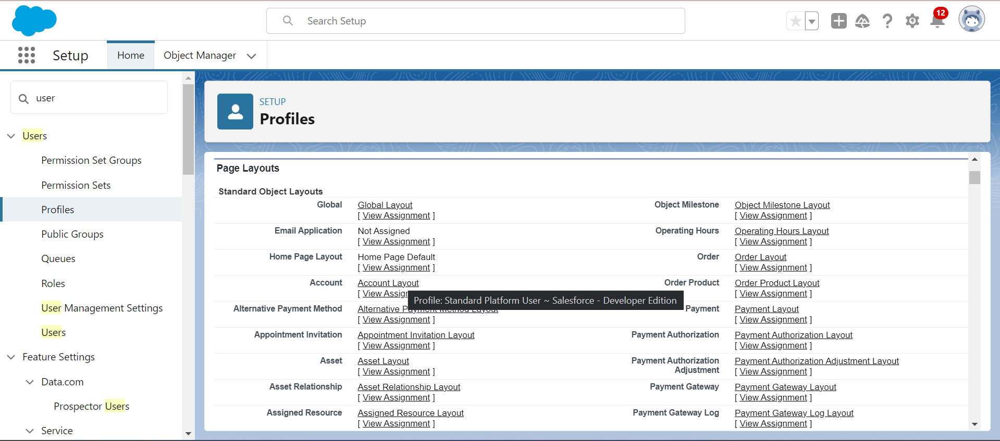 Search Setup
12
Setup
Home
Object Manager
user
Users
Permission Set Groups
Permission Sets
Profiles
Public Groups
Queues
Roles
User Management Settings
Users
Feature Settings
Data.com
Prospector Users
Service
SETUP
Profiles
Page Layouts
Standard Object Layouts
Global Global Layout
[ View Assignment ]
Object Milestone Object Milestone Layout
[ View Assignment ]
Email Application Not Assigned
[ View Assignment ]
Operating Hours Operating Hours Layout
[ View Assignment ]
Home Page Layout Home Page Default
[ View Assignment ]
Order Order Layout
[ View Assignment ]
Account Account Layout
[ View Assign
Order Product Order Product Layout
[ View Assignment ]
Profile: Standard Platform User ~ Salesforce - Developer Edition
Alternative Payment Method Alternative Payment Method Layout
[ View Assignment ]
Payment Payment Layout
[ View Assignment ]
Appointment Invitation Appointment Invitation Layout
[ View Assignment ]
Payment Authorization Payment Authorization Layout
[ View Assignment ]
Asset Asset Layout
[ View Assignment ]
Payment Authorization Payment Authorization Adjustment Layout
Adjustment [ View Assignment ]
Asset Relationship Asset Relationship Layout
[ View Assignment ]
Payment Gateway Payment Gateway Layout
[ View Assignment ]
Assigned Resource Assigned Resource Layout
[ View Assignment ]
Payment Gateway Log Payment Gateway Log Layout
[ View Assignment ]